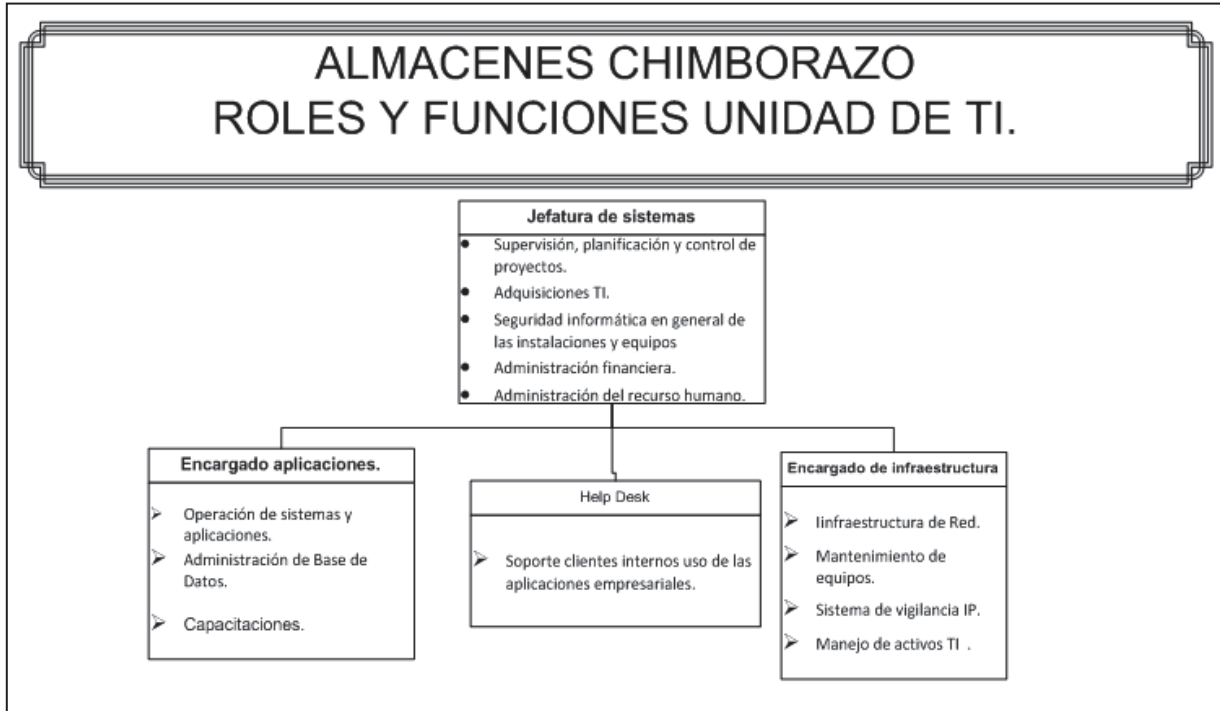 ALMACENES CHIMBORAZO
ROLES Y FUNCIONES UNIDAD DE TI.
Jefatura de sistemas
● Supervisión, planificación y control de
proyectos.
● Adquisiciones TI.
● Seguridad informática en general de
las instalaciones y equipos
● Administración financiera.
● Administración del recurso humano.
Encargado aplicaciones.
➢ Operación de sistemas y
aplicaciones.
➢ Administración de Base de
Datos.
➢ Capacitaciones.
Help Desk
➢ Soporte clientes internos uso de las
aplicaciones empresariales.
Encargado de infraestructura
➢ Iinfraestructura de Red.
➢ Mantenimiento de
equipos.
➢ Sistema de vigilancia IP.
➢ Manejo de activos TI .